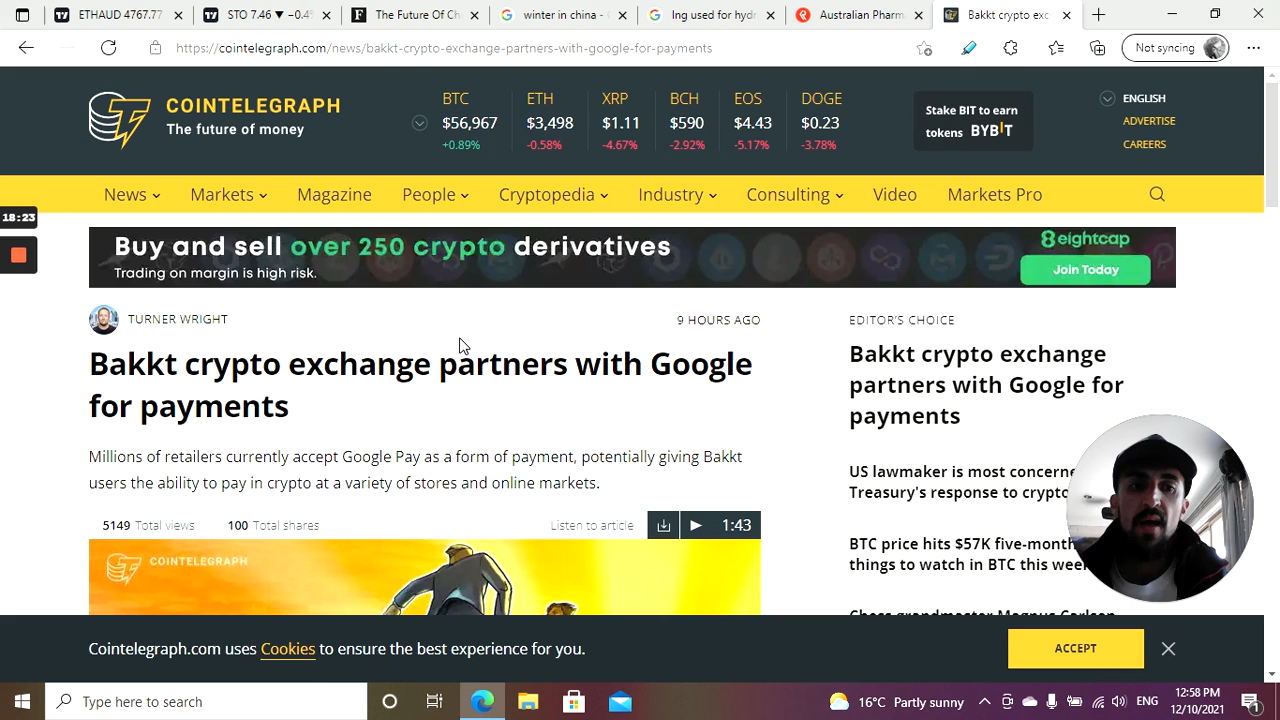 ETHAUD 4767.77
STO 7.46 ▼ −0.4
The Future Of Ch
winter in china -
Ing used for hyd
Australian Pharm
Bakkt crypto exc
https://cointelegraph.com/news/bakkt-crypto-exchange-partners-with-google-for-payments
Not syncing
COINTELEGRAPH
The future of money
BTC ETH XRP BCH EOS DOGE
$56,967 $3,498 $1.11 $590 $4.43 $0.23
+0.89% -0.58% -4.67% -2.92% -5.17% -3.78%
Stake BIT to earn
tokens BYBIT
ENGLISH
ADVERTISE
CAREERS
News Markets Magazine People Cryptopedia Industry Consulting Video Markets Pro
18:23
Buy and sell over 250 crypto derivatives
Trading on margin is high risk.
8eightcap
Join Today
TURNER WRIGHT
9 HOURS AGO
Bakkt crypto exchange partners with Google
for payments
Millions of retailers currently accept Google Pay as a form of payment, potentially giving Bakkt
users the ability to pay in crypto at a variety of stores and online markets.
5149 Total views 100 Total shares Listen to article 1:43
COINTELEGRAPH
EDITOR'S CHOICE
Bakkt crypto exchange
partners with Google for
payments
US lawmaker is most concerne
Treasury's response to crypto
BTC price hits $57K five-month
things to watch in BTC this wee
Chess grandmaster Magnus Carlsen
Cointelegraph.com uses Cookies to ensure the best experience for you.
ACCEPT
Type here to search
16°C Partly sunny
ENG
12:58 PM
12/10/2021
1